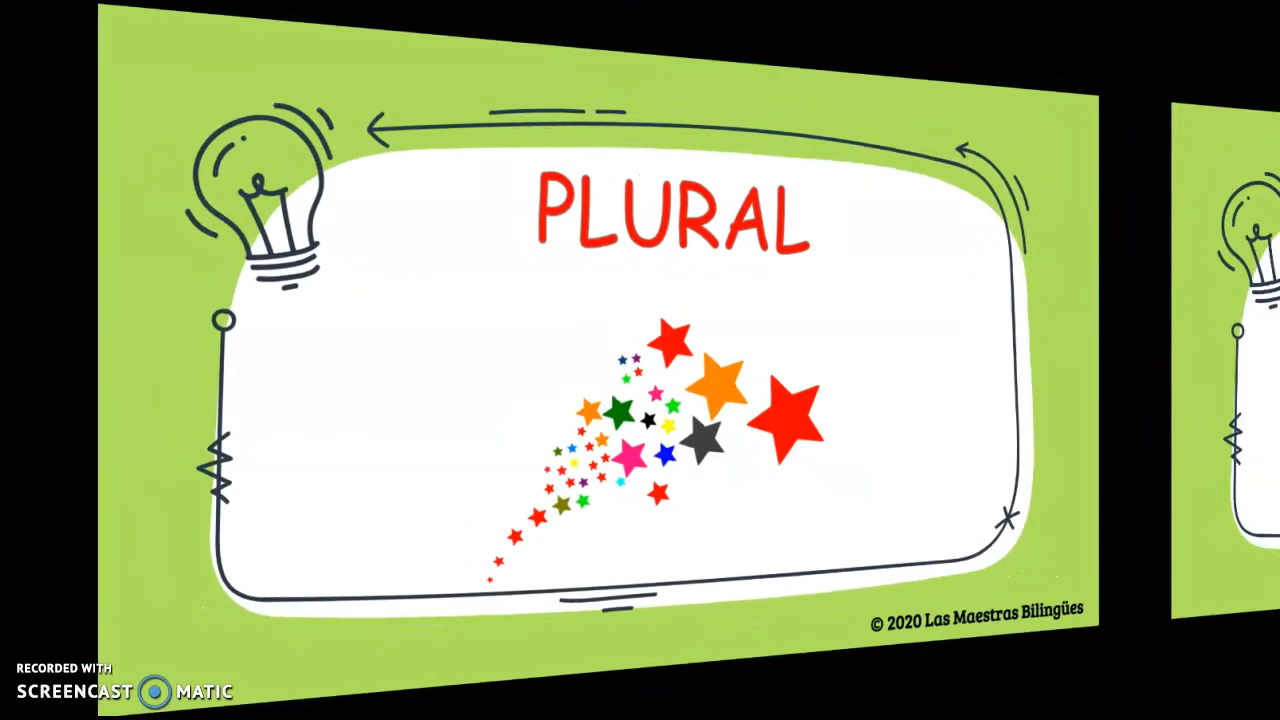 PLURAL
© 2020 Las Maestras Bilingües
RECORDED WITH
SCREENCAST MATIC